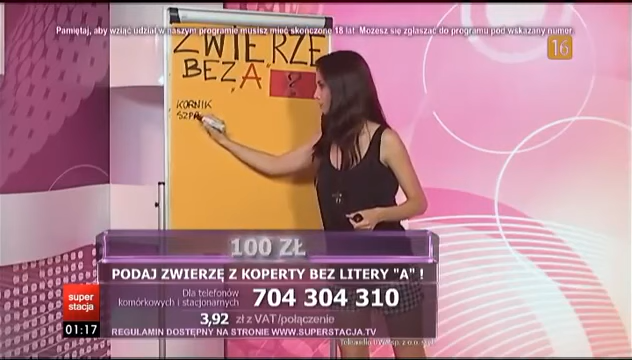 Pamiętaj, aby wziąć udział w naszym programie musisz mieć skończone 18 lat. Możesz się zgłaszać do programu pod wskazany numer.
16
ZWIERZĘ
BEZ "A"
?
KORNIK
SZPA
100 ZŁ
PODAJ ZWIERZĘ Z KOPERTY BEZ LITERY "A" !
Dla telefonów
komórkowych i stacjonarnych
704 304 310
3,92 zł z VAT/połączenie
REGULAMIN DOSTĘPNY NA STRONIE WWW.SUPERSTACJA.TV
super
stacja
01:17